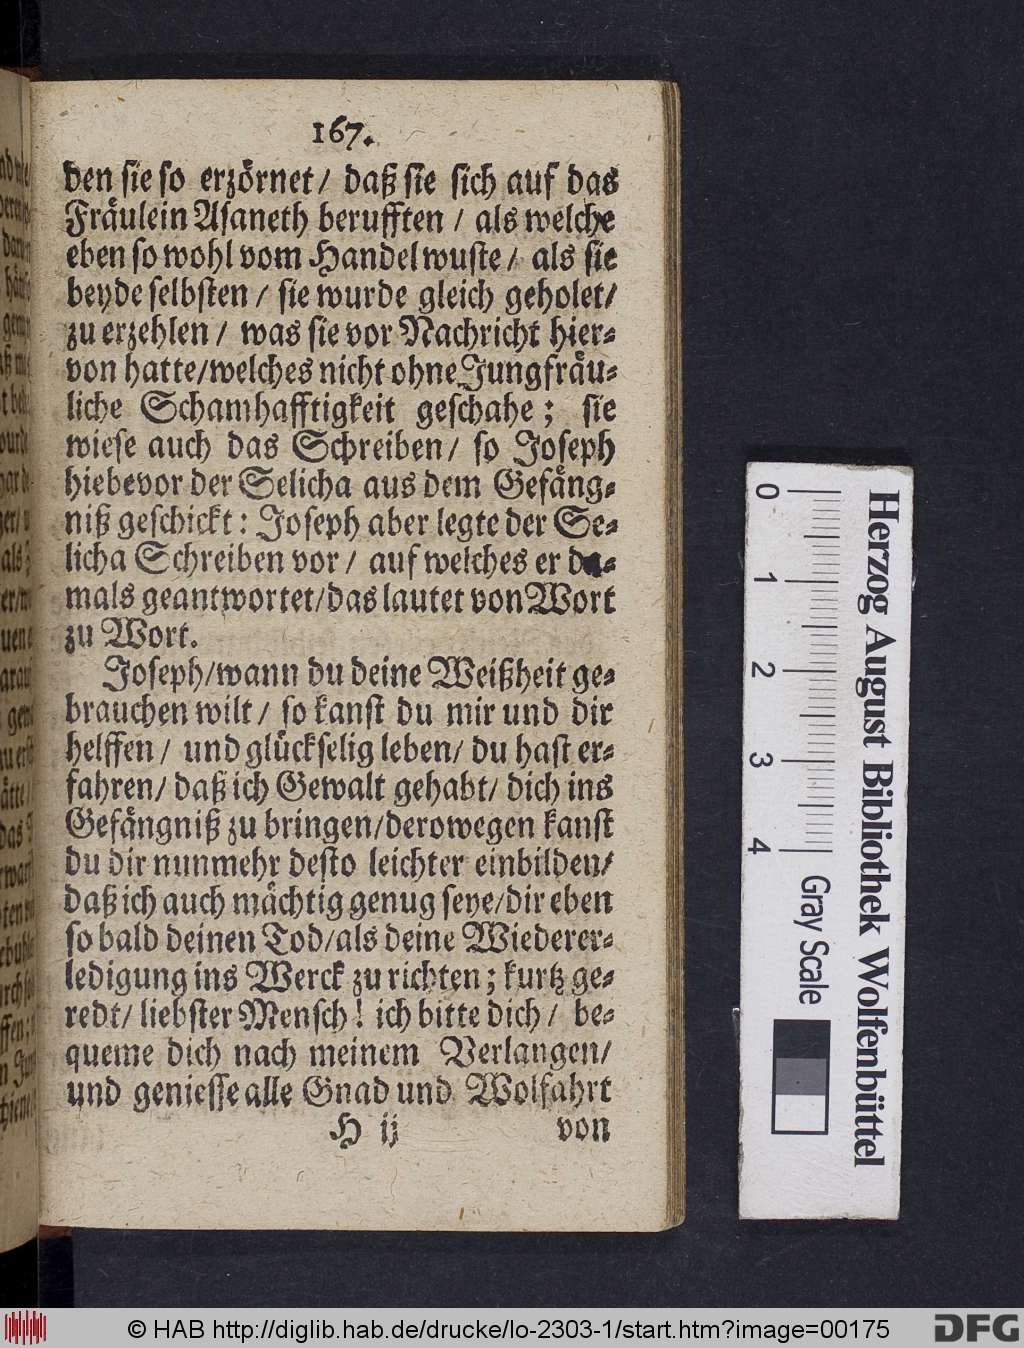 167.
den sie so erzörnet/ daß sie sich auf das
Fräulein Asaneth berufften / als welche
eben so wohl vom Handel wuste/ als sie
beyde selbsten / sie wurde gleich geholet/
zu erzehlen / was sie vor Nachricht hier-
von hatte/welches nicht ohne Jungfräu-
liche Schamhafftigkeit geschahe; sie
wiese auch das Schreiben/ so Joseph
hiebevor der Selicha aus dem Gefäng-
niß geschickt: Joseph aber legte der Se-
licha Schreiben vor / auf welches er da-
mals geantwortet/das lautet von Wort
zu Wort.
Joseph/wann du deine Weißheit ge-
brauchen wilt / so kanst du mir und dir
helffen / und glückselig leben/ du hast er-
fahren/ daß ich Gewalt gehabt/ dich ins
Gefängniß zu bringen/derowegen kanst
du dir nunmehr desto leichter einbilden/
daß ich auch mächtig genug seye/dir eben
so bald deinen Tod/als deine Wiederer-
ledigung ins Werck zu richten; kurtz ge-
redt/ liebster Mensch! ich bitte dich / be-
queme dich nach meinem Verlangen/
und geniesse alle Gnad und Wolfahrt
H ij von
0 1 2 3 4
Gray Scale
Herzog August Bibliothek Wolfenbüttel
© HAB http://diglib.hab.de/drucke/lo-2303-1/start.htm?image=00175
DFG